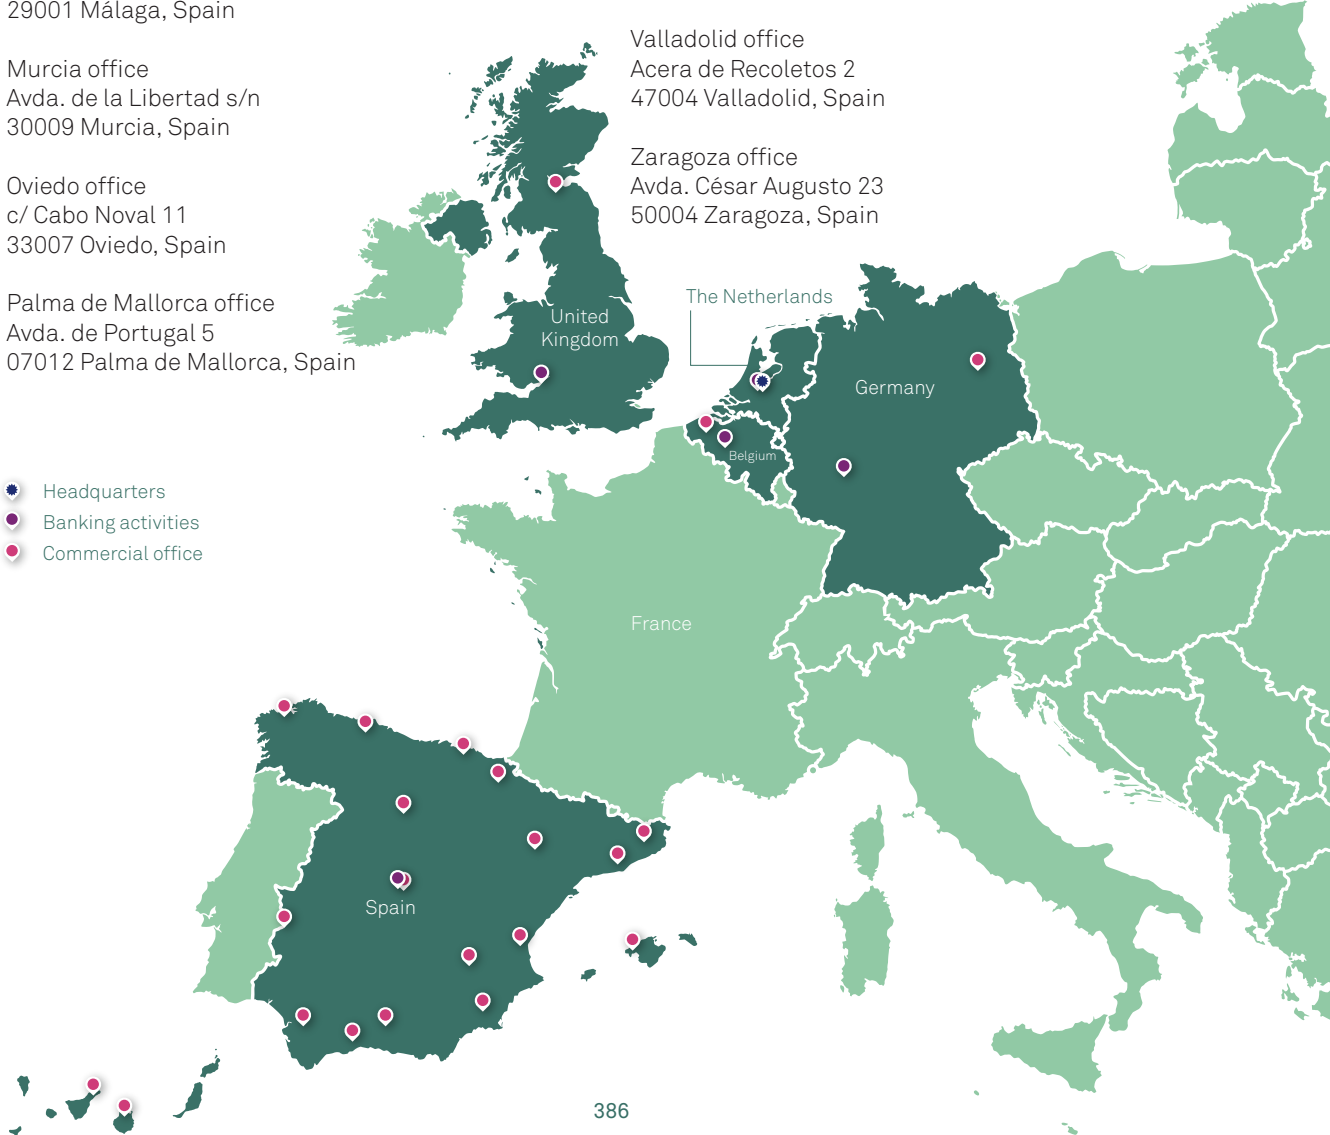 29001 Málaga, Spain
Murcia office
Avda. de la Libertad s/n
30009 Murcia, Spain
Oviedo office
c/ Cabo Noval 11
33007 Oviedo, Spain
Palma de Mallorca office
Avda. de Portugal 5
07012 Palma de Mallorca, Spain
Valladolid office
Acera de Recoletos 2
47004 Valladolid, Spain
Zaragoza office
Avda. César Augusto 23
50004 Zaragoza, Spain
The Netherlands
United
Kingdom
Germany
Belgium
Headquarters
Banking activities
Commercial office
France
Spain
386